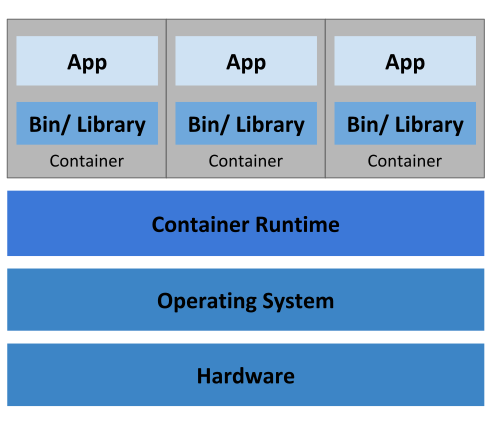 App App App
Bin/ Library Bin/ Library Bin/ Library
Container Container Container
Container Runtime
Operating System
Hardware